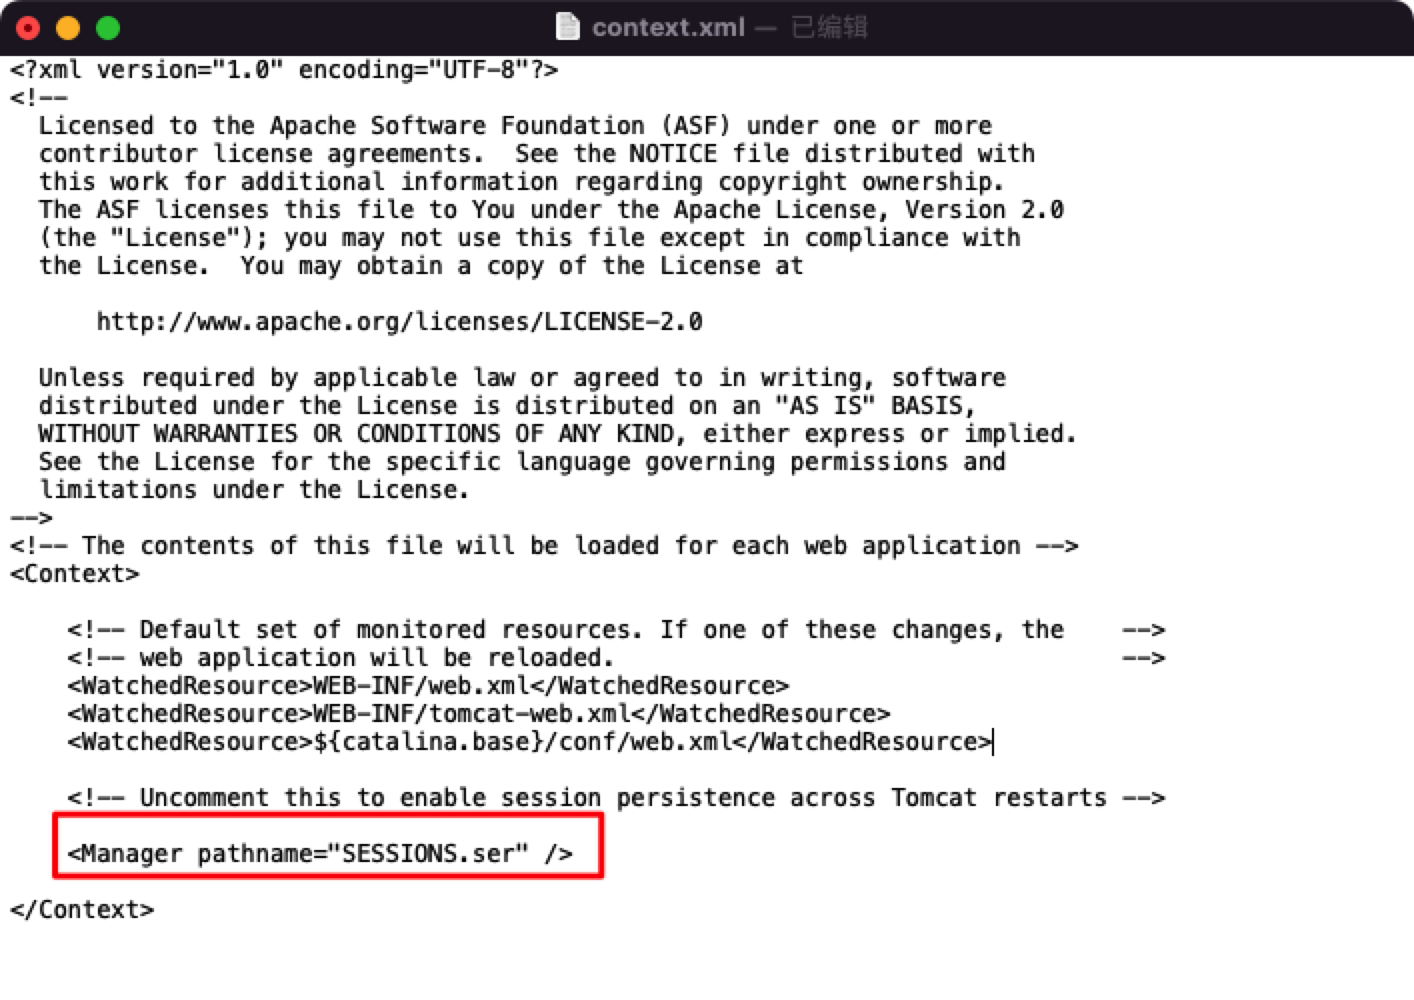 context.xml — 已编辑
<?xml version="1.0" encoding="UTF-8"?>
<!--
  Licensed to the Apache Software Foundation (ASF) under one or more
  contributor license agreements.  See the NOTICE file distributed with
  this work for additional information regarding copyright ownership.
  The ASF licenses this file to You under the Apache License, Version 2.0
  (the "License"); you may not use this file except in compliance with
  the License.  You may obtain a copy of the License at

      http://www.apache.org/licenses/LICENSE-2.0

  Unless required by applicable law or agreed to in writing, software
  distributed under the License is distributed on an "AS IS" BASIS,
  WITHOUT WARRANTIES OR CONDITIONS OF ANY KIND, either express or implied.
  See the License for the specific language governing permissions and
  limitations under the License.
-->
<!-- The contents of this file will be loaded for each web application -->
<Context>

    <!-- Default set of monitored resources. If one of these changes, the    -->
    <!-- web application will be reloaded.                                   -->
    <WatchedResource>WEB-INF/web.xml</WatchedResource>
    <WatchedResource>WEB-INF/tomcat-web.xml</WatchedResource>
    <WatchedResource>${catalina.base}/conf/web.xml</WatchedResource>

    <!-- Uncomment this to enable session persistence across Tomcat restarts -->

    <Manager pathname="SESSIONS.ser" />

</Context>